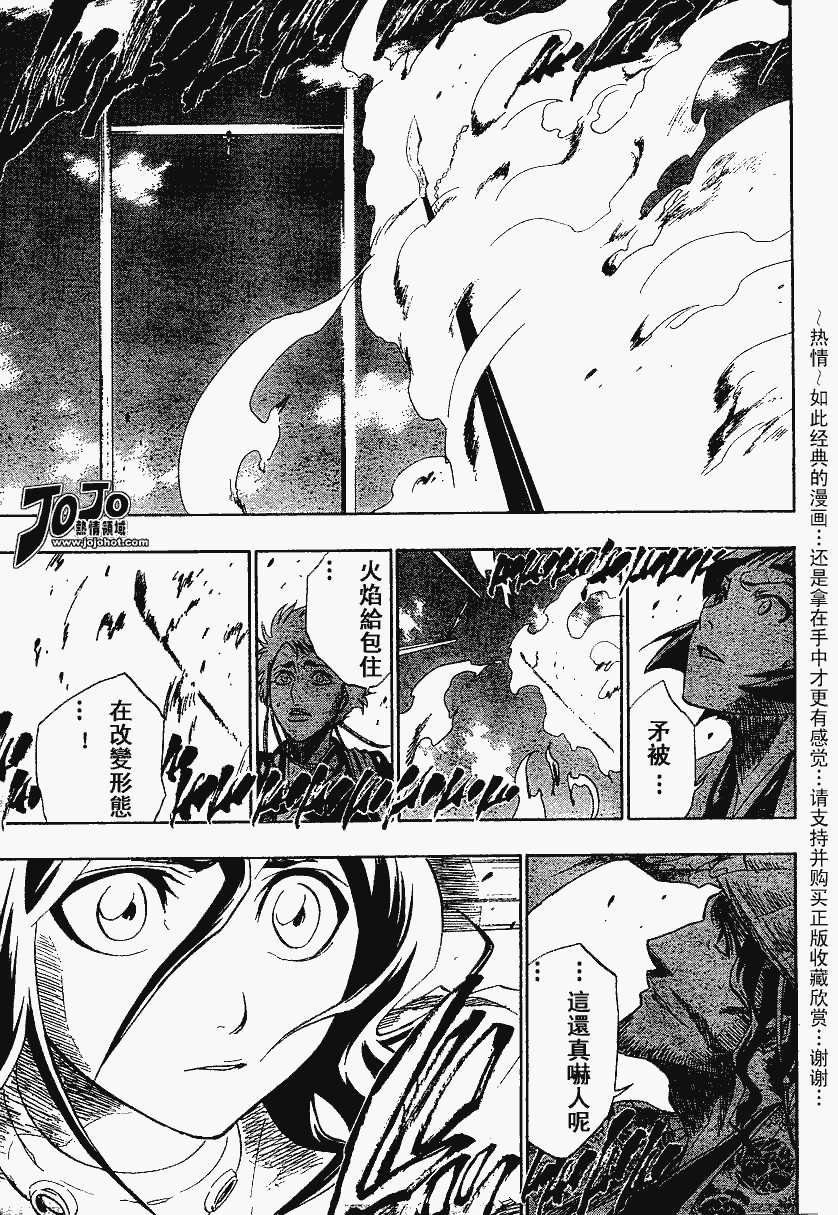 矛被…
火焰給包住
…
在改變形態
…！
…這還真嚇人呢
…
JOJO
熱情領域
www.jojohot.com
～热情～如此经典的漫画…还是拿在手中才更有感觉…请支持并购买正版收藏欣赏…谢谢…